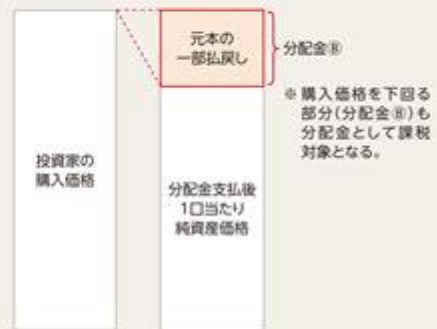 元本の
一部払戻し
分配金Ⓑ
※購入価格を下回る
部分(分配金Ⓑ)も
分配金として課税
対象となる。
投資家の
購入価格
分配金支払後
1口当たり
純資産価格